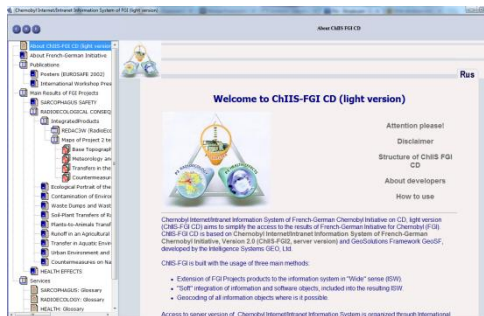 Chernobyl Internet/Intranet Information System of FGI (light version)
About ChIIS-FGI CD
About ChIIS-FGI CD (light version)
About French-German Initiative
Publications
Posters (EUROSAFE 2002)
International Workshop Pres
Main Results of FGI Projects
SARCOPHAGUS SAFETY
RADIOECOLOGICAL CONSEQ
IntegratedProducts
REDAC3W (RadioEco
Maps of Project 2 te
Base Topograph
Meteorology an
Transfers in the
Countermeasur
Ecological Portrait of the
Contamination of Enviro
Waste Dumps and Wast
Soil-Plant Transfers of Ra
Plants-to-Animals Transf
Runoff in an Agricultural
Transfer in Aquatic Envir
Urban Environment and
Countermeasures on Na
HEALTH EFFECTS
Services
SARCOPHAGUS: Glossary
RADIOECOLOGY: Glossary
HEALTH: Glossary
Rus
Welcome to ChIIS-FGI CD (light version)
Attention please!
Disclaimer
Structure of ChIIS FGI
CD
About developers
How to use
Chernobyl Internet/Intranet Information System of French-German Chernobyl Initiative on CD, light version
(ChIIS-FGI CD) aims to simplify the access to the results of French-German Initiative for Chernobyl (FGI).
ChIIS-FGI CD is based on Chernobyl Internet/Intranet Information System of French-German
Chernobyl Initiative, Version 2.0 (ChIIS-FGI2, server version) and GeoSolutions Framework GeoSF,
developed by the Intelligence Systems GEO, Ltd.
ChIIS-FGI is built with the usage of three main methods:
Extension of FGI Projects products to the information system in "Wide" sense (ISW).
"Soft" integration of information and software objects, included into the resulting ISW.
Geocoding of all information objects where is it possible.
Access to server version of Chernobyl Internet/Intranet Information System is organized through International